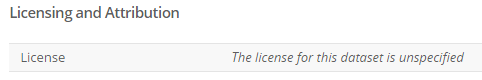 Licensing and Attribution
License The license for this dataset is unspecified